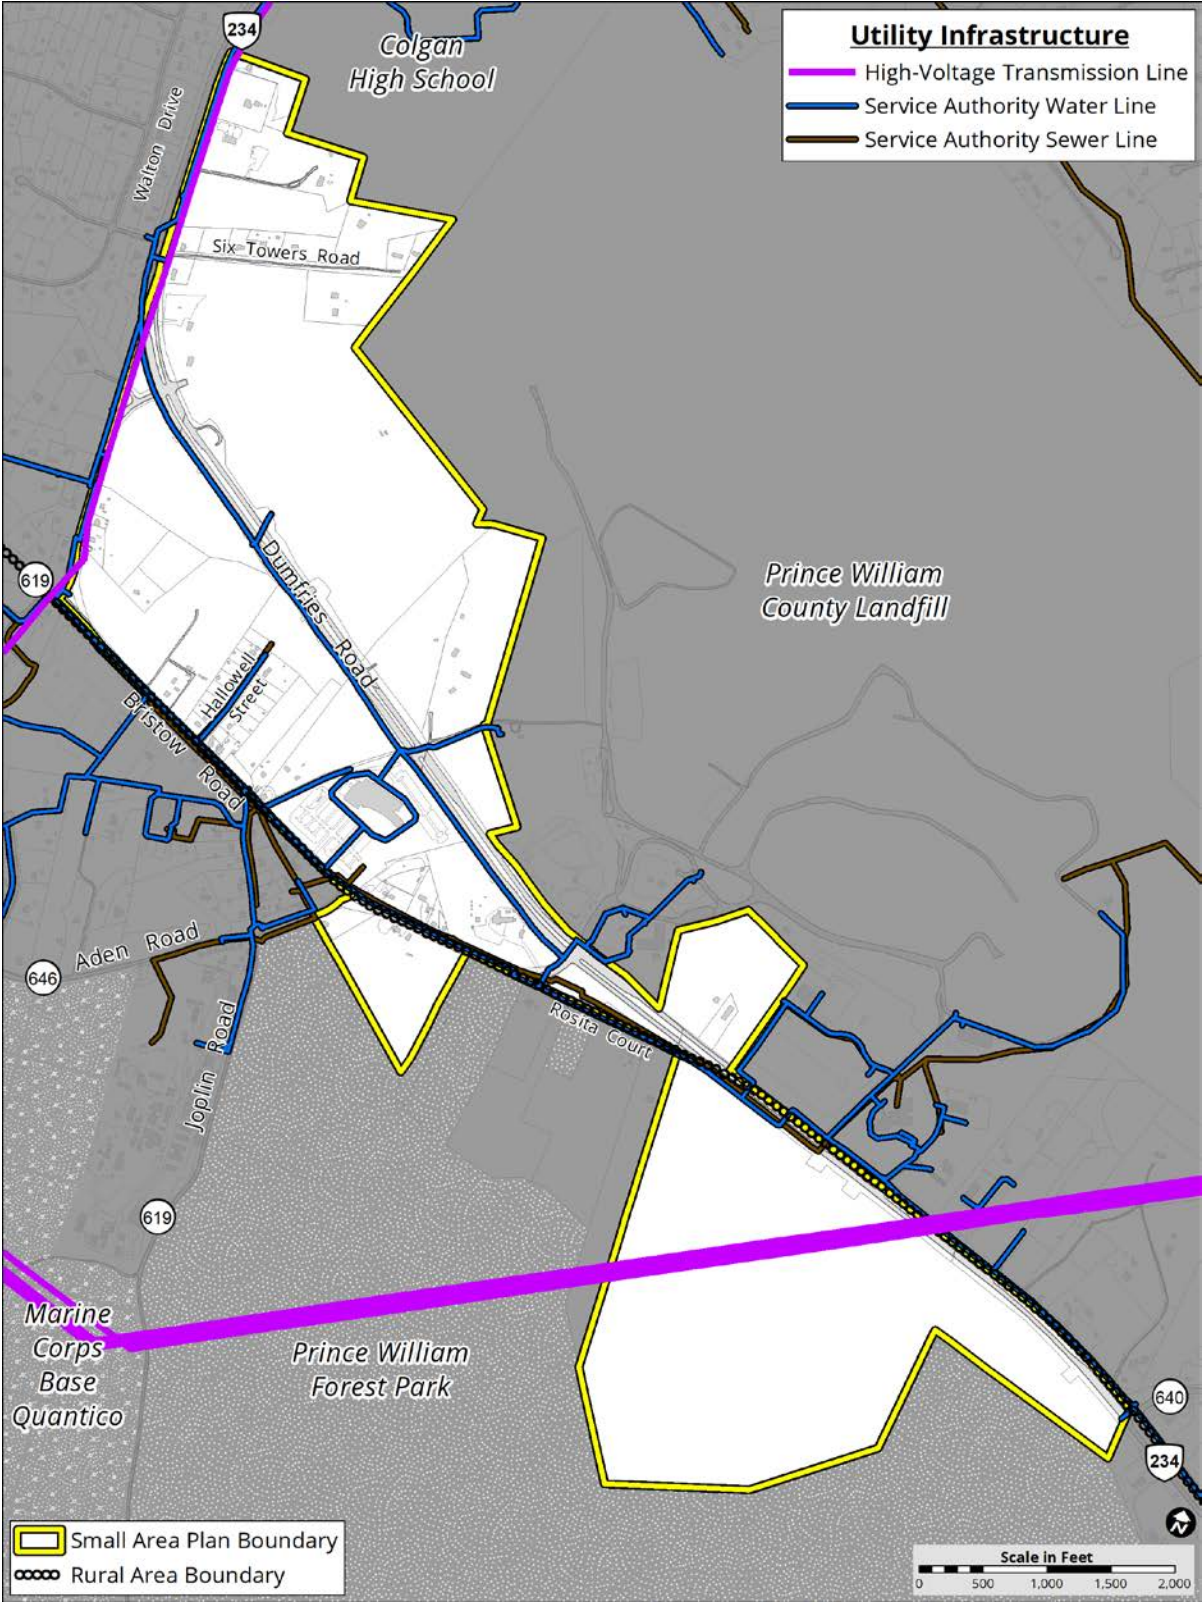 234
Colgan
High School
Utility Infrastructure
High-Voltage Transmission Line
Service Authority Water Line
Service Authority Sewer Line
Walton Drive
Six Towers Road
619
Dumfries Road
Prince William
County Landfill
Hallowell
Street
Bristow Road
Aden Road
646
Joplin Road
Rosita Court
619
Marine
Corps
Base
Quantico
Prince William
Forest Park
640
234
N
Small Area Plan Boundary
Rural Area Boundary
Scale in Feet
0 500 1,000 1,500 2,000